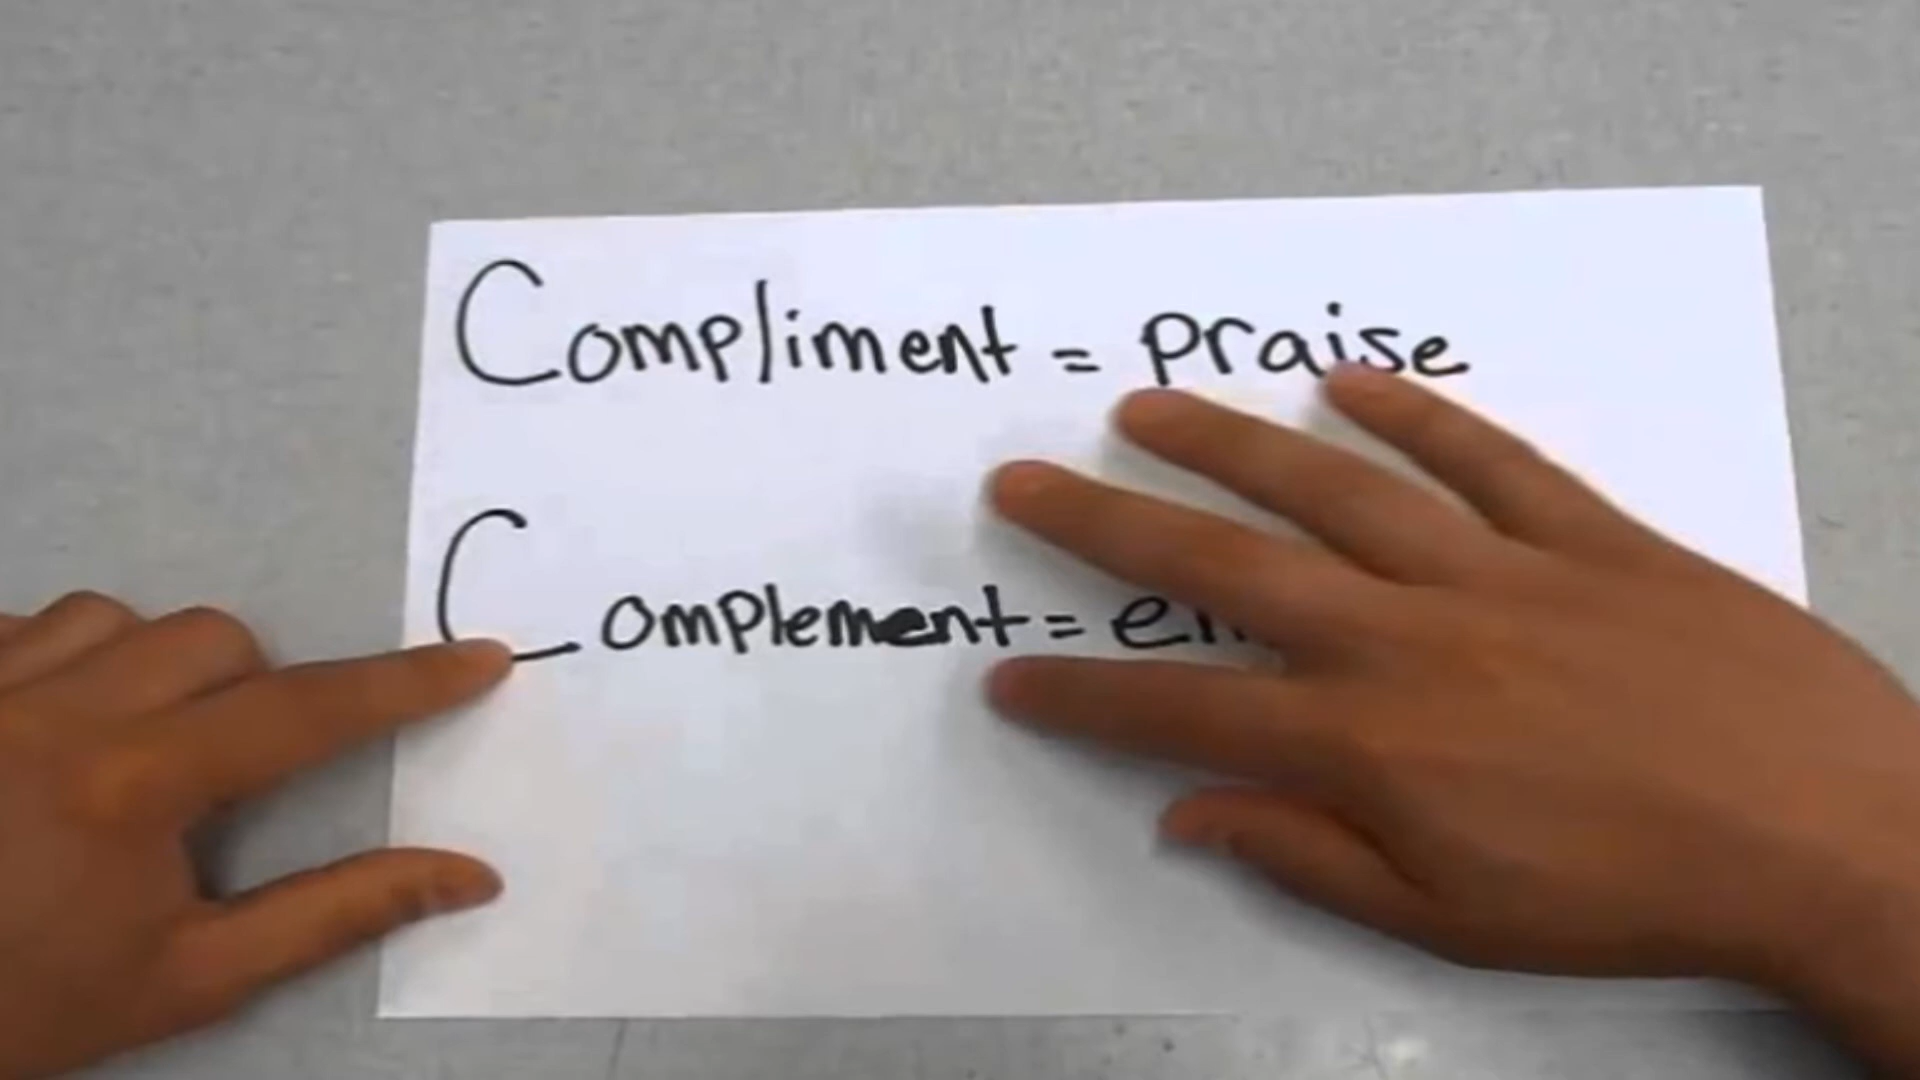 Compliment = praise
Complement =